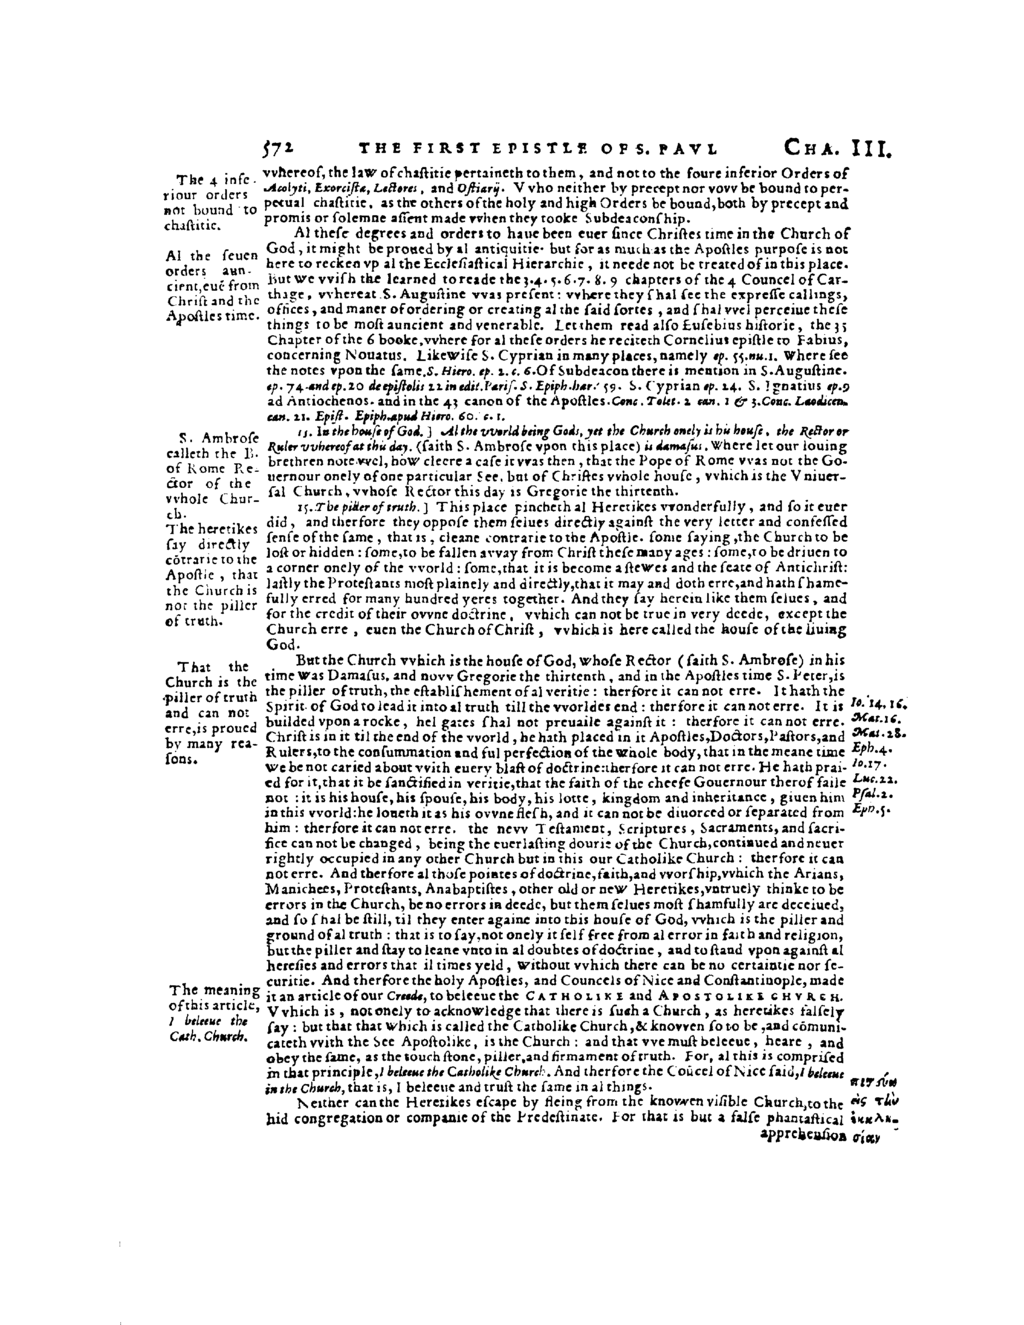 572 THE FIRST EPISTLE OF S. PAVL CHA. III.
The 4 infe-
riour orders
not bound to
chaſtitie.
vvhereof, the law of chaſtitie pertaineth to them, and not to the foure inferior Orders of
Acolyti, Exorciſtæ, Lectores, and Oſtiarij. VVho neither by precept nor vovv be bound to per-
petual chaſtitie, as the others of the holy and high Orders be bound, both by precept and
promis or ſolemne aſſent made vvhen they tooke Subdeaconſhip.
Al the ſeuen
orders aun-
cient, euē from
Chriſt and the
Apoſtles time.
Al theſe degrees and orders to haue been euer ſince Chriſtes time in the Church of
God, it might be proued by al antiquitie. but for as much as the Apoſtles purpoſe is not
here to recken vp al the Eccleſiaſtical Hierarchie, it neede not be treated of in this place.
But we vviſh the learned to reade the 3. 4. 5. 6. 7. 8. 9 chapters of the 4 Councel of Car-
thage, vvhereat S. Auguſtine vvas preſent: vvhere they ſhal ſee the expreſſe callings,
offices, and maner of ordering or creating al the ſaid ſortes, and ſhal vvel perceiue theſe
things to be moſt auncient and venerable. Let them read alſo Euſebius hiſtorie, the 35
Chapter of the 6 booke, vvhere for al theſe orders he reciteth Cornelius epiſtle to Fabius,
concerning Nouatus. Likewiſe S. Cyprian in many places, namely ep. 55. nu. 1. Where ſee
the notes vpon the ſame. S. Hiero. ep. 2. c. 6. Of Subdeacon there is mention in S. Auguſtine.
ep. 74. and ep. 20 de epiſtolis 22 in edit. Pariſ. S. Epiph. hær. 59. S. Cyprian ep. 24. S. Ignatius ep. 9
ad Antiochenos. and in the 43 canon of the Apoſtles. Conc. Tolet. 2 can. 1 & 3. Conc. Laodicen.
can. 21. Epiſt. Epiph. apud Hiero. 60. c. 1.
S. Ambroſe
calleth the B.
of Rome Re-
ctor of the
vvhole Chur-
ch.
15. In the houſe of God. ] Al the vvorld being Gods, yet the Church onely is his houſe, the Rector or
Ruler vvhereof at this day, (ſaith S. Ambroſe vpon this place) is damaſus. Where let our louing
brethren note vvel, how cleere a caſe it vvas then, that the Pope of Rome vvas not the Go-
uernour onely of one particular See, but of Chriſtes vvhole houſe, vvhich is the Vniuer-
ſal Church, vvhoſe Rector this day is Gregorie the thirtenth.
The heretikes
ſay directly
cōtrarie to the
Apoſtle, that
the Church is
not the piller
of truth.
15. The piller of truth. ] This place pincheth al Heretikes vvonderfully, and ſo it euer
did, and therfore they oppoſe them ſelues directly againſt the very letter and confeſſed
ſenſe of the ſame, that is, cleane contrarie to the Apoſtle. ſome ſaying, the Church to be
loſt or hidden: ſome, to be fallen avvay from Chriſt theſe many ages: ſome, to be driuen to
a corner onely of the vvorld: ſome, that it is become a ſtewes and the ſeate of Antichriſt:
laſtly the Proteſtants moſt plainely and directly, that it may and doth erre, and hath ſhame-
fully erred for many hundred yeres together. And they ſay herein like them ſelues, and
for the credit of their ovvne doctrine, vvhich can not be true in very deede, except the
Church erre, euen the Church of Chriſt, vvhich is here called the houſe of the liuing
God.
That the
Church is the
piller of truth
and can not
erre, is proued
by many rea-
ſons.
But the Church vvhich is the houſe of God, whoſe Rector (ſaith S. Ambroſe) in his
time was Damaſus, and novv Gregorie the thirtenth, and in the Apoſtles time S. Peter, is
the piller of truth, the eſtabliſhement of al veritie: therfore it can not erre. It hath the
Spirit of God to lead it into al truth till the vvorldes end: therfore it can not erre. It is
builded vpon a rocke, hel gates ſhal not preuaile againſt it: therfore it can not erre.
Chriſt is in it til the end of the vvorld, he hath placed in it Apoſtles, Doctors, Paſtors, and
Rulers, to the conſummation and ful perfection of the whole body, that in the meane time
we be not caried about vvith euery blaſt of doctrine: therfore it can not erre. He hath prai-
ed for it, that it be ſanctified in veritie, that the faith of the cheefe Gouernour therof faile
not: it is his houſe, his ſpouſe, his body, his lotte, kingdom and inheritance, giuen him
in this vvorld: he loueth it as his ovvne fleſh, and it can not be diuorced or ſeparated from
him: therfore it can not erre. the nevv Teſtament, Scriptures, Sacraments, and ſacri-
fice can not be changed, being the euerlaſting dourie of the Church, continued and neuer
rightly occupied in any other Church but in this our Catholike Church: therfore it can
not erre. And therfore al thoſe pointes of doctrine, faith, and vvorſhip, vvhich the Arians,
Manichees, Proteſtants, Anabaptiſtes, other old or new Heretikes, vntruely thinke to be
errors in the Church, be no errors in deede, but them ſelues moſt ſhamfully are deceiued,
and ſo ſhal be ſtill, til they enter againe into this houſe of God, vvhich is the piller and
ground of al truth: that is to ſay, not onely it ſelf free from al error in faith and religion,
but the piller and ſtay to leane vnto in al doubtes of doctrine, and to ſtand vpon againſt al
hereſies and errors that il times yeld, without vvhich there can be no certaintie nor ſe-
curitie. And therfore the holy Apoſtles, and Councels of Nice and Conſtantinople, made
it an article of our Creede, to beleeue the CATHOLIKE and APOSTOLIKE CHVRCH.
VVhich is, not onely to acknowledge that there is ſuch a Church, as heretikes falſely
ſay: but that that which is called the Catholike Church, & knovven ſo to be, and cōmuni-
cateth vvith the See Apoſtolike, is the Church: and that vve muſt beleeue, heare, and
obey the ſame, as the touch ſtone, piller, and firmament of truth. For, al this is compriſed
in that principle, I beleeue the Catholike Church. And therfore the Coūcel of Nice ſaid, I beleeue
in the Church, that is, I beleeue and truſt the ſame in al things.
Io. 14, 16.
Mat. 16.
Mat. 28.
Eph. 4.
Io. 17.
Luc. 22.
Pſal. 2.
Eph. 5.
The meaning
of this article,
I beleeue the
Cath. Church.
Neither can the Heretikes eſcape by fleing from the knowen viſible Church, to the
hid congregation or companie of the Predeſtinate. For that is but a falſe phantaſtical
apprehenſion
πιστεύω
εἰς τὴν
ἐκκλη-
σίαν